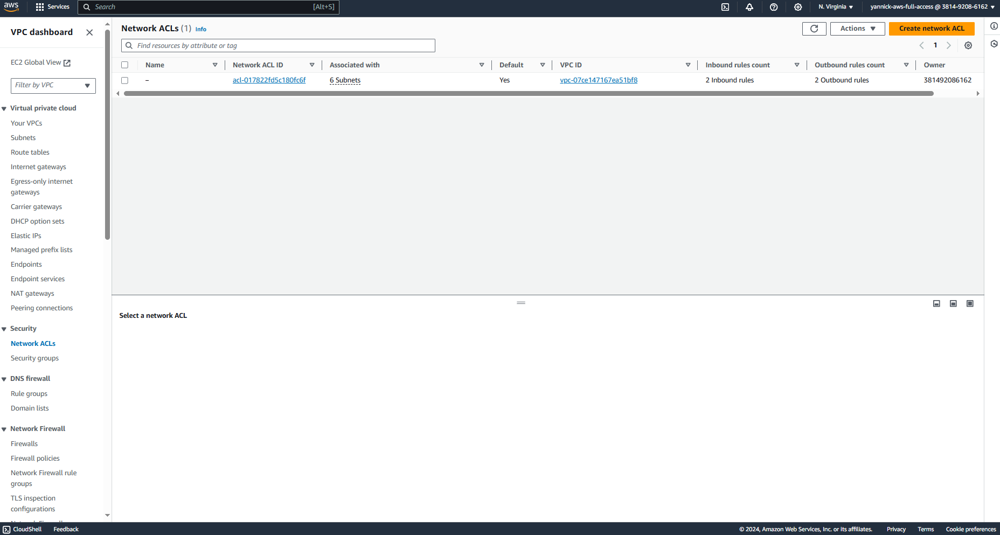 aws Services Search [Alt+S] N. Virginia yannick-aws-full-access @ 3814-9208-6162
VPC dashboard
EC2 Global View
Filter by VPC
Virtual private cloud
Your VPCs
Subnets
Route tables
Internet gateways
Egress-only internet
gateways
Carrier gateways
DHCP option sets
Elastic IPs
Managed prefix lists
Endpoints
Endpoint services
NAT gateways
Peering connections
Security
Network ACLs
Security groups
DNS firewall
Rule groups
Domain lists
Network Firewall
Firewalls
Firewall policies
Network Firewall rule
groups
TLS inspection
configurations
Network ACLs (1) Info
Actions
Create network ACL
Find resources by attribute or tag
1
Name Network ACL ID Associated with Default VPC ID Inbound rules count Outbound rules count Owner
– acl-017822fd5c180fc6f 6 Subnets Yes vpc-07ce147167ea51bf8 2 Inbound rules 2 Outbound rules 381492086162
Select a network ACL
CloudShell Feedback © 2024, Amazon Web Services, Inc. or its affiliates. Privacy Terms Cookie preferences